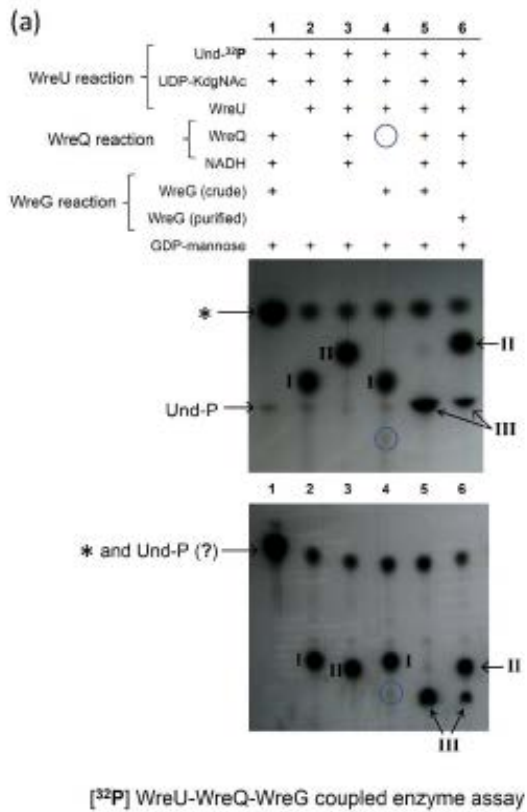 (a)
1 2 3 4 5 6
Und-³²P + + + + + +
WreU reaction UDP-KdgNAc + + + + + +
WreU + + + + +
WreQ reaction WreQ + + + +
NADH + + + +
WreG reaction WreG (crude) + + +
WreG (purified) +
GDP-mannose + + + + + +
*
II II
I I
Und-P III
1 2 3 4 5 6
* and Und-P (?)
I II I II
III
[³²P] WreU-WreQ-WreG coupled enzyme assay